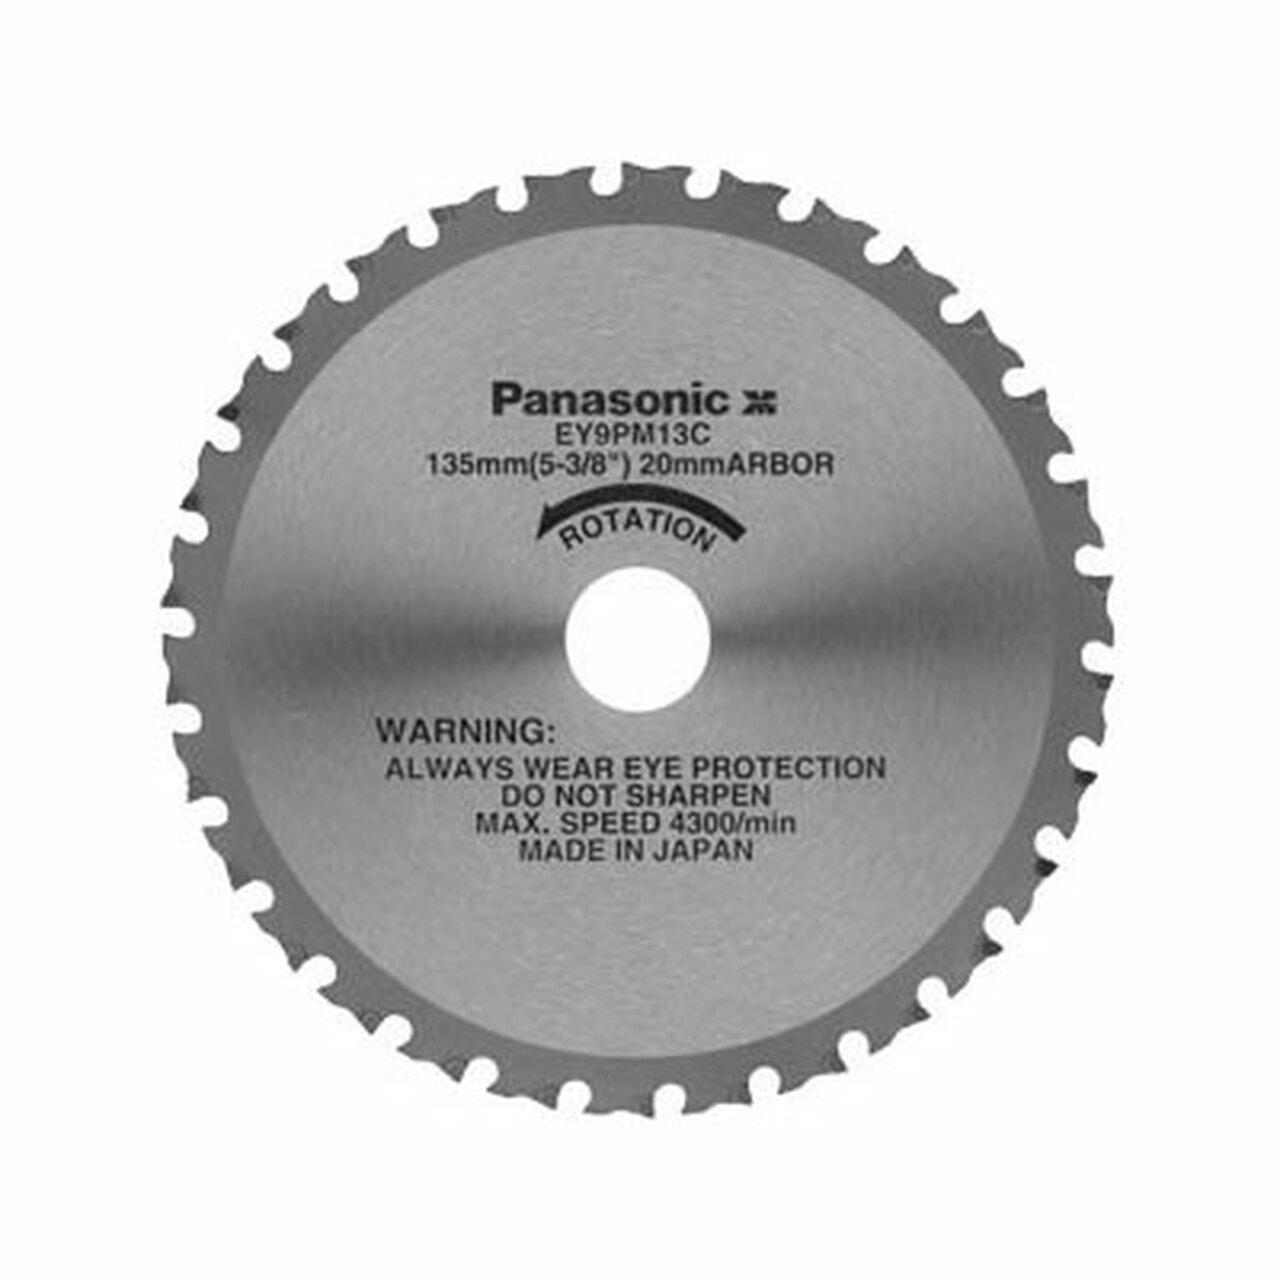 Panasonic
EY9PM13C
135mm(5-3/8") 20mmARBOR
ROTATION
WARNING:
ALWAYS WEAR EYE PROTECTION
DO NOT SHARPEN
MAX. SPEED 4300/min
MADE IN JAPAN